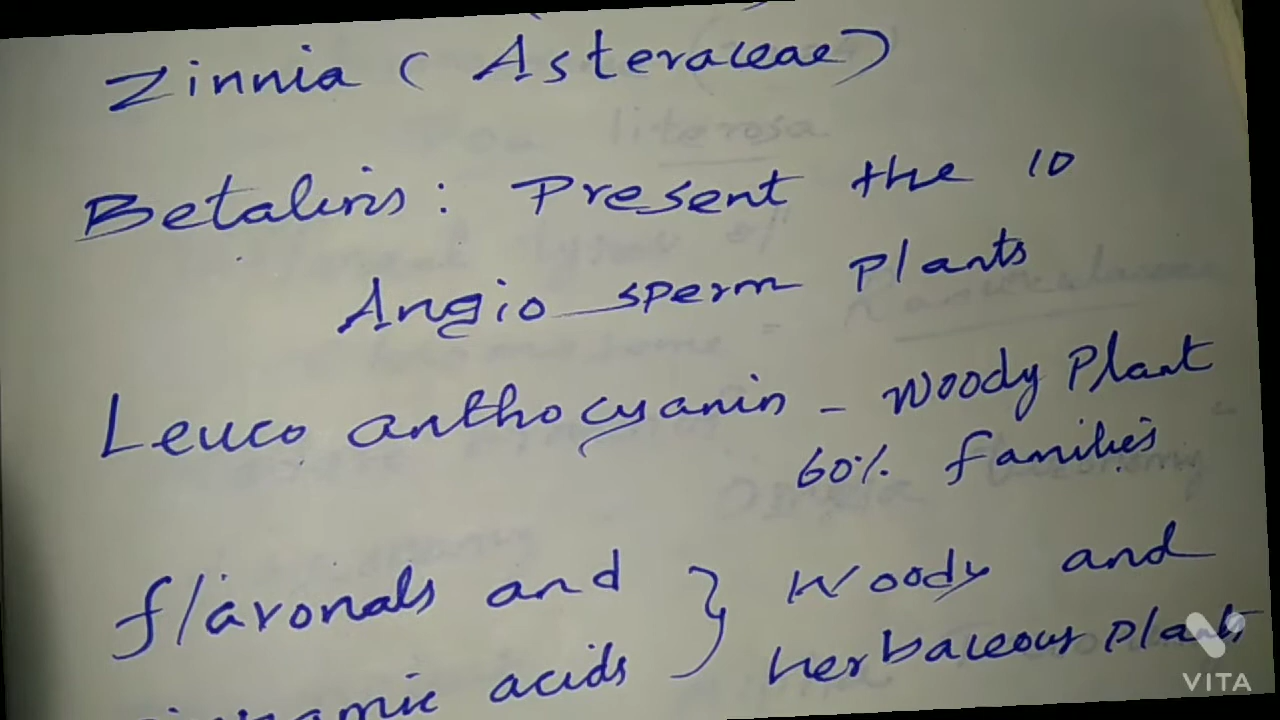 Zinnia ( Asteraceae)
Betalins : Present the 10
Angio sperm plants
Leuco anthocyanin - Woody Plant
60% families
flavonals and } Woody and
acids herbaceous plants
VITA